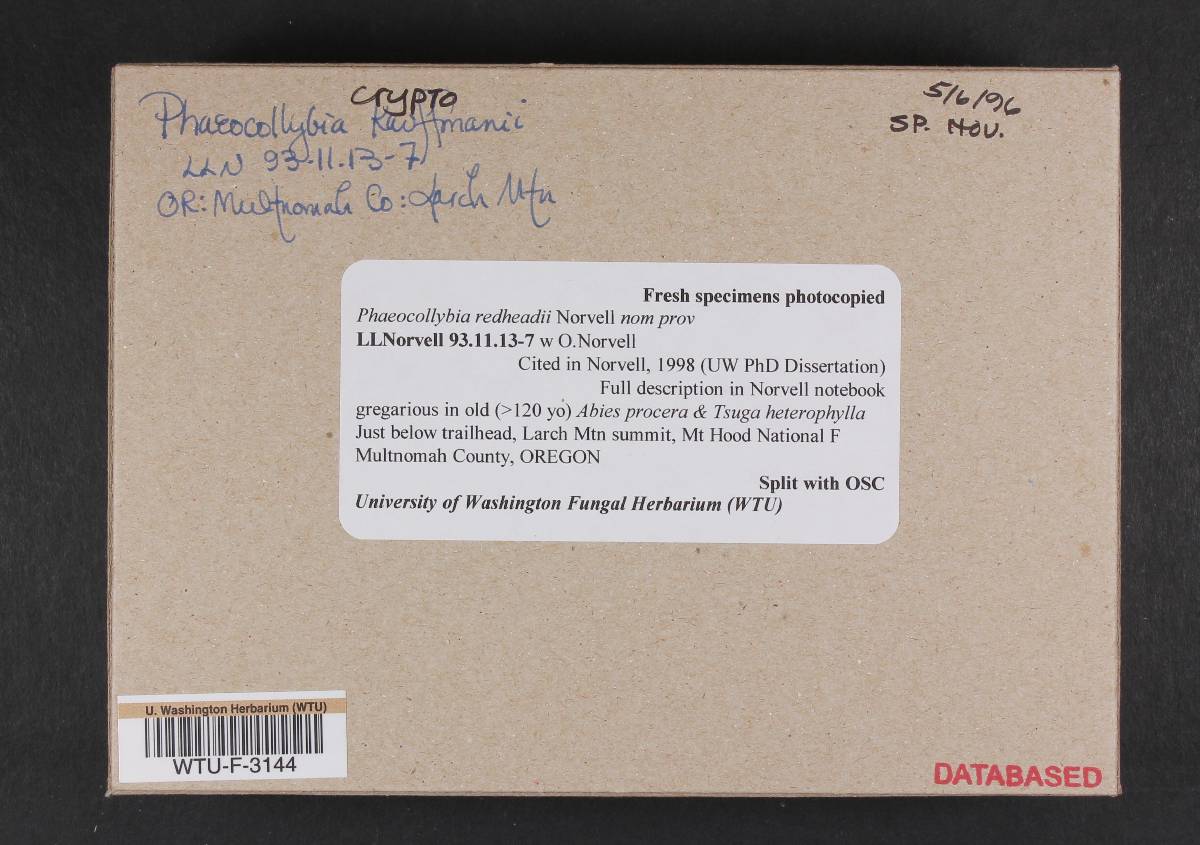 CRYPTO
Phaeocollybia Kauffmanii
LLN 93-11.13-7
OR: Multnomah Co: Larch Mtn
5/6/96
SP. NOV.
Fresh specimens photocopied
Phaeocollybia redheadii Norvell nom prov
LLNorvell 93.11.13-7 w O.Norvell
Cited in Norvell, 1998 (UW PhD Dissertation)
Full description in Norvell notebook
gregarious in old (>120 yo) Abies procera & Tsuga heterophylla
Just below trailhead, Larch Mtn summit, Mt Hood National F
Multnomah County, OREGON
Split with OSC
University of Washington Fungal Herbarium (WTU)
U. Washington Herbarium (WTU)
WTU-F-3144
DATABASED